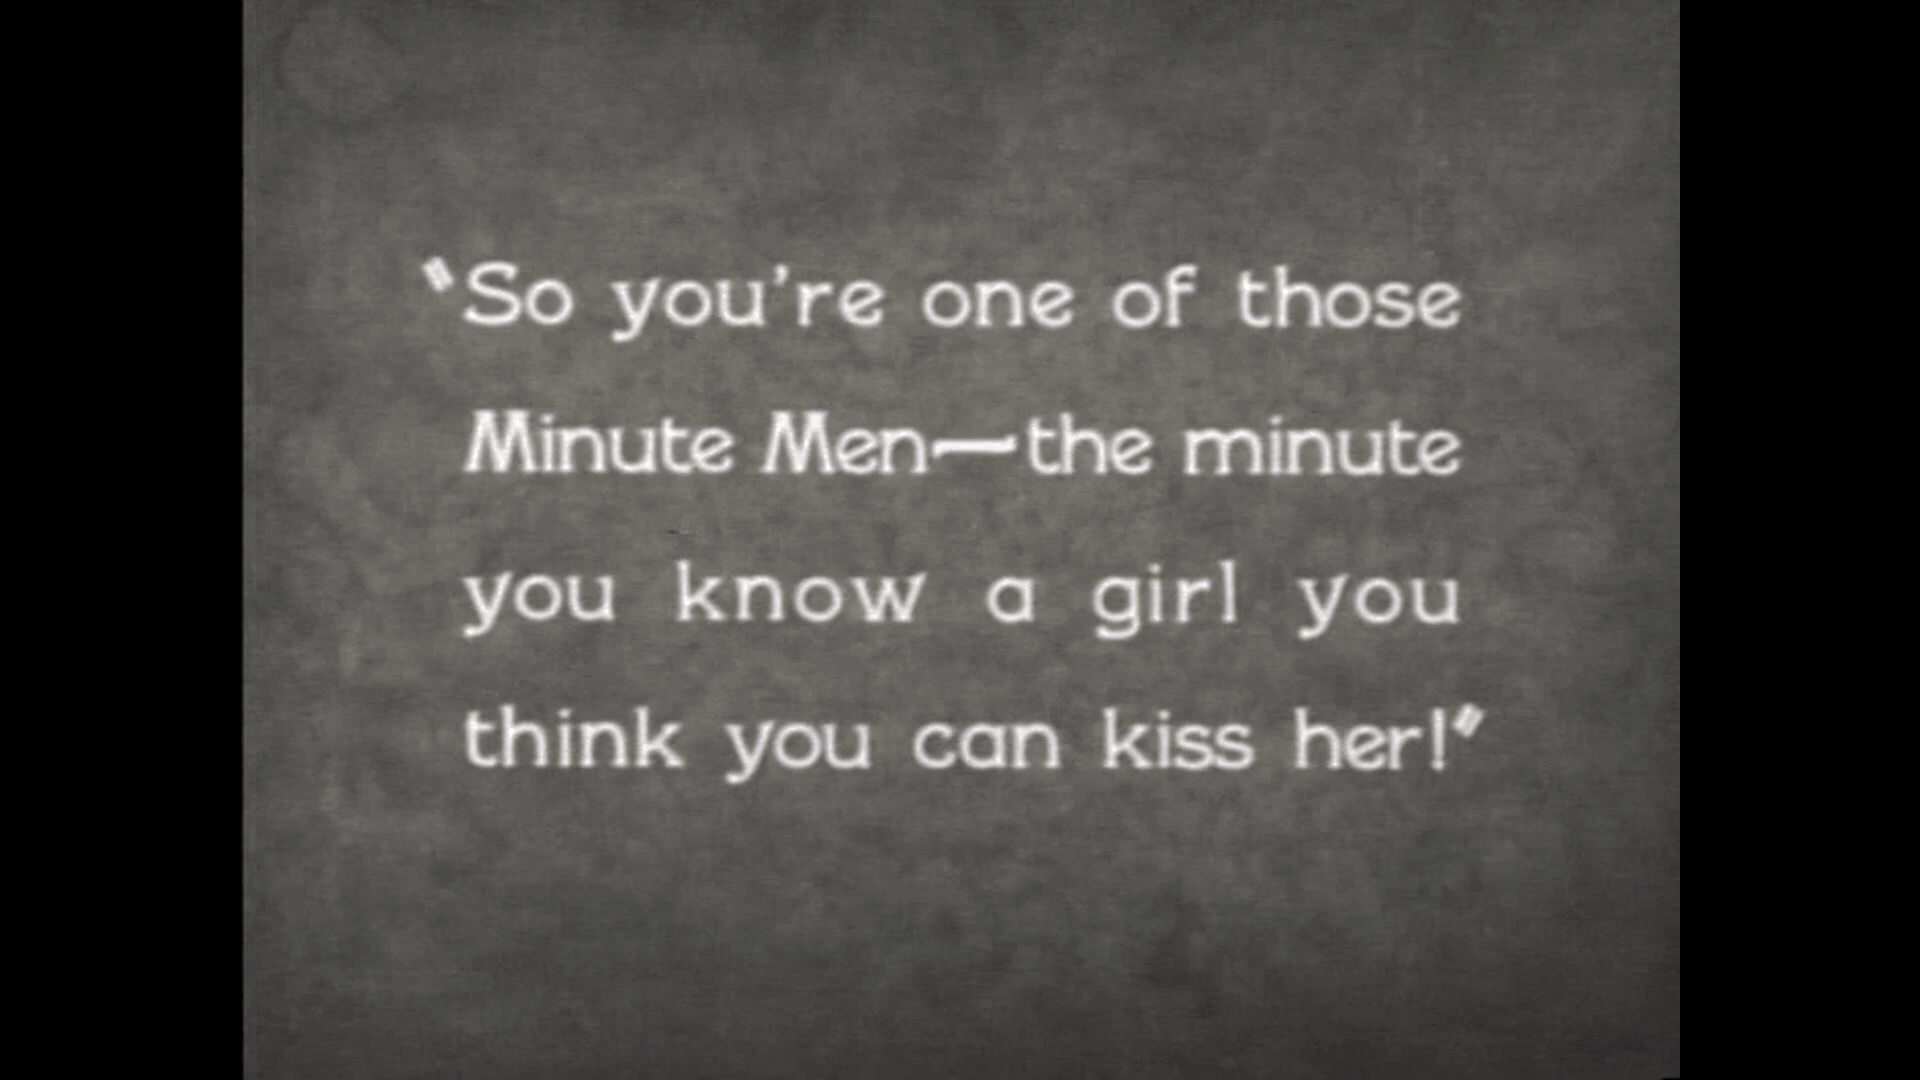 "So you're one of those
Minute Men—the minute
you know a girl you
think you can kiss her!"